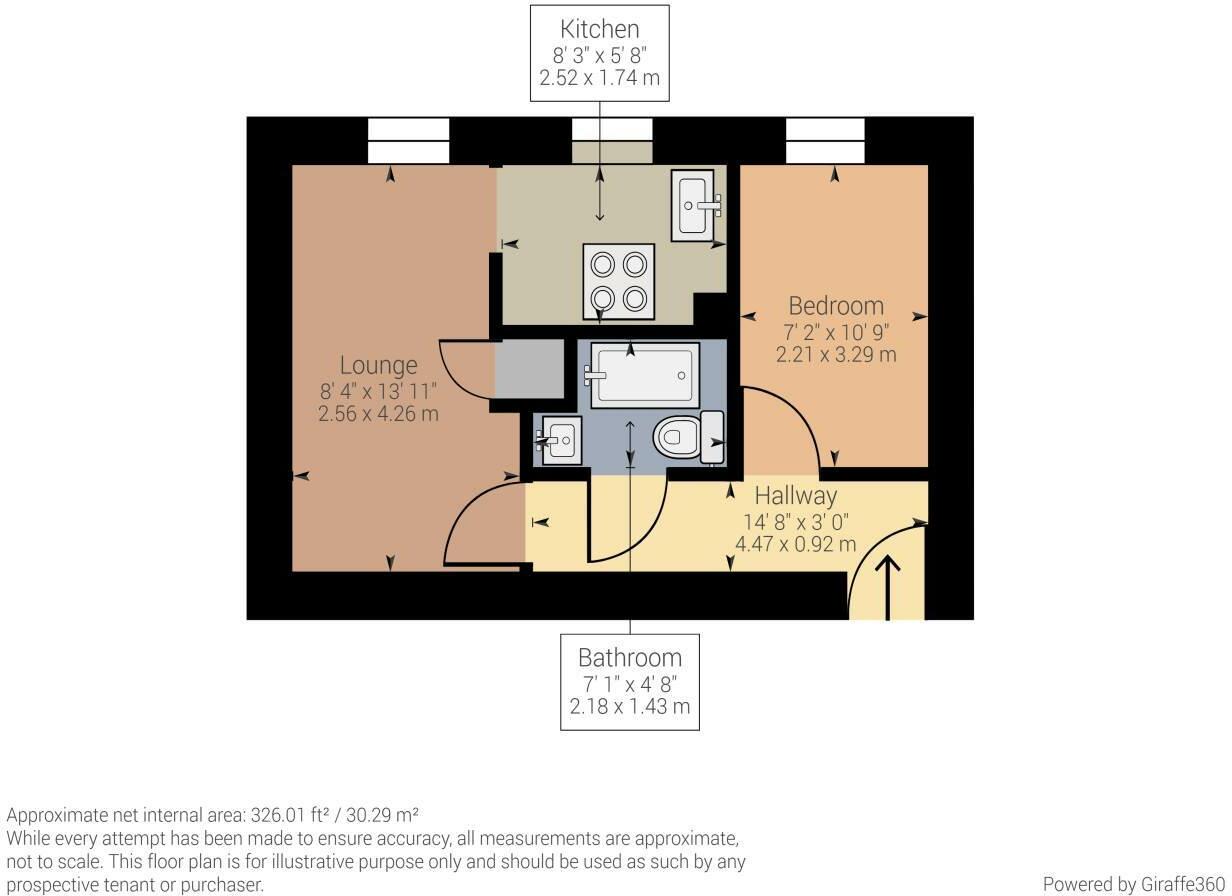 Kitchen
8' 3" x 5' 8"
2.52 x 1.74 m
Bedroom
7' 2" x 10' 9"
2.21 x 3.29 m
Lounge
8' 4" x 13' 11"
2.56 x 4.26 m
Hallway
14' 8" x 3' 0"
4.47 x 0.92 m
Bathroom
7' 1" x 4' 8"
2.18 x 1.43 m
Approximate net internal area: 326.01 ft² / 30.29 m²
While every attempt has been made to ensure accuracy, all measurements are approximate,
not to scale. This floor plan is for illustrative purpose only and should be used as such by any
prospective tenant or purchaser.
Powered by Giraffe360